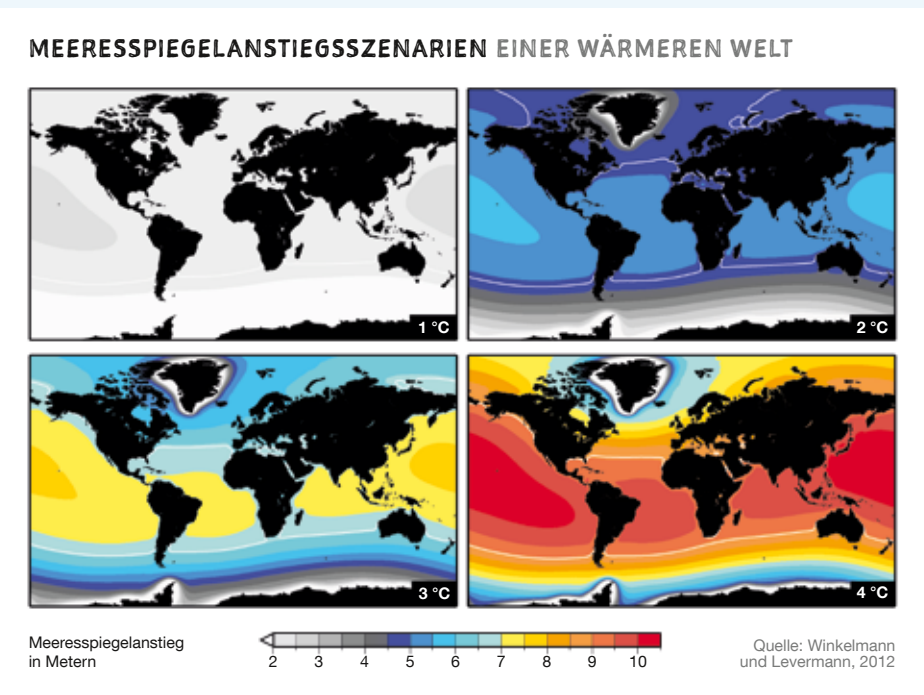 MEERESSPIEGELANSTIEGSSZENARIEN EINER WÄRMEREN WELT
1 °C
2 °C
3 °C
4 °C
Meeresspiegelanstieg
in Metern
2 3 4 5 6 7 8 9 10
Quelle: Winkelmann
und Levermann, 2012